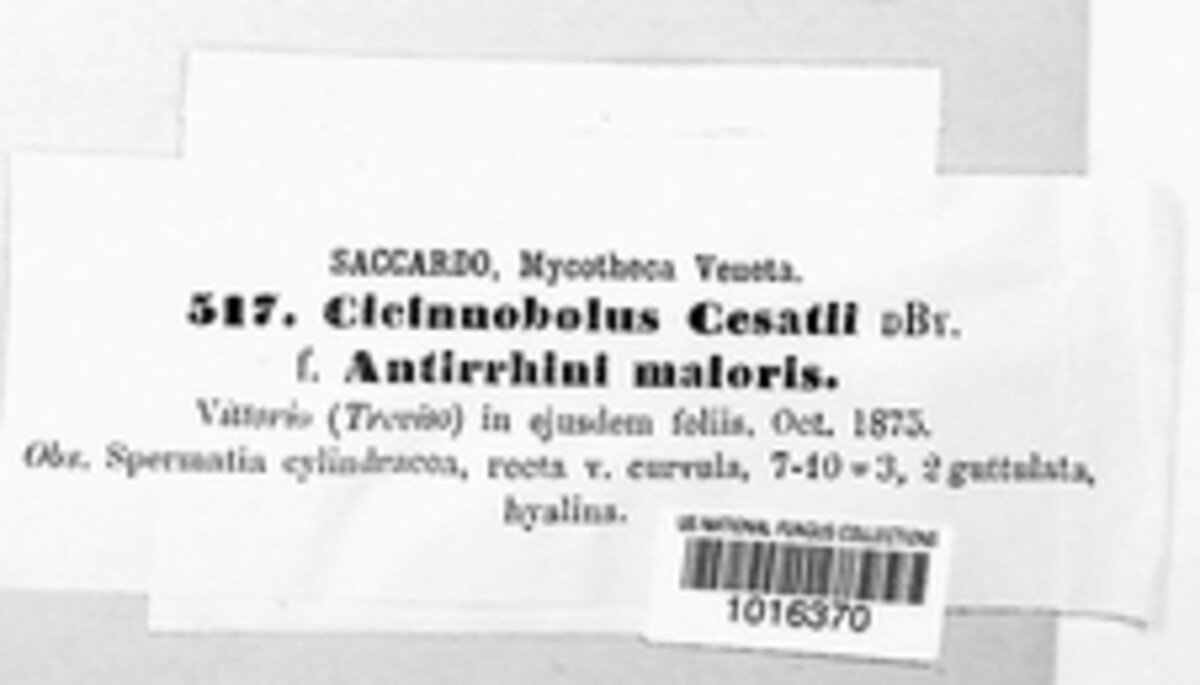 SACCARDO, Mycotheca Veneta.
517. Cicinnobolus Cesatii DBY.
f. Antirrhini maioris.
Vittorio (Treviso) in ejusdem foliis. Oct. 1875.
Obs. Spermatia cylindracea, recta v. curvula, 7-10 = 3, 2 guttulata,
hyalina.
US NATIONAL FUNGUS COLLECTIONS
1016370